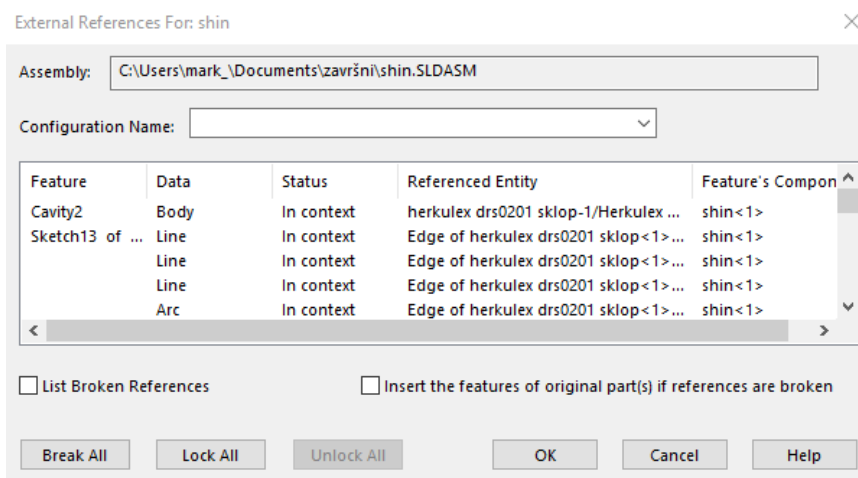 External References For: shin
Assembly: C:\Users\mark_\Documents\završni\shin.SLDASM
Configuration Name:
Feature Data Status Referenced Entity Feature's Compon
Cavity2 Body In context herkulex drs0201 sklop-1/Herkulex ... shin<1>
Sketch13 of ... Line In context Edge of herkulex drs0201 sklop<1>... shin<1>
Line In context Edge of herkulex drs0201 sklop<1>... shin<1>
Line In context Edge of herkulex drs0201 sklop<1>... shin<1>
Arc In context Edge of herkulex drs0201 sklop<1>... shin<1>
List Broken References Insert the features of original part(s) if references are broken
Break All Lock All Unlock All OK Cancel Help